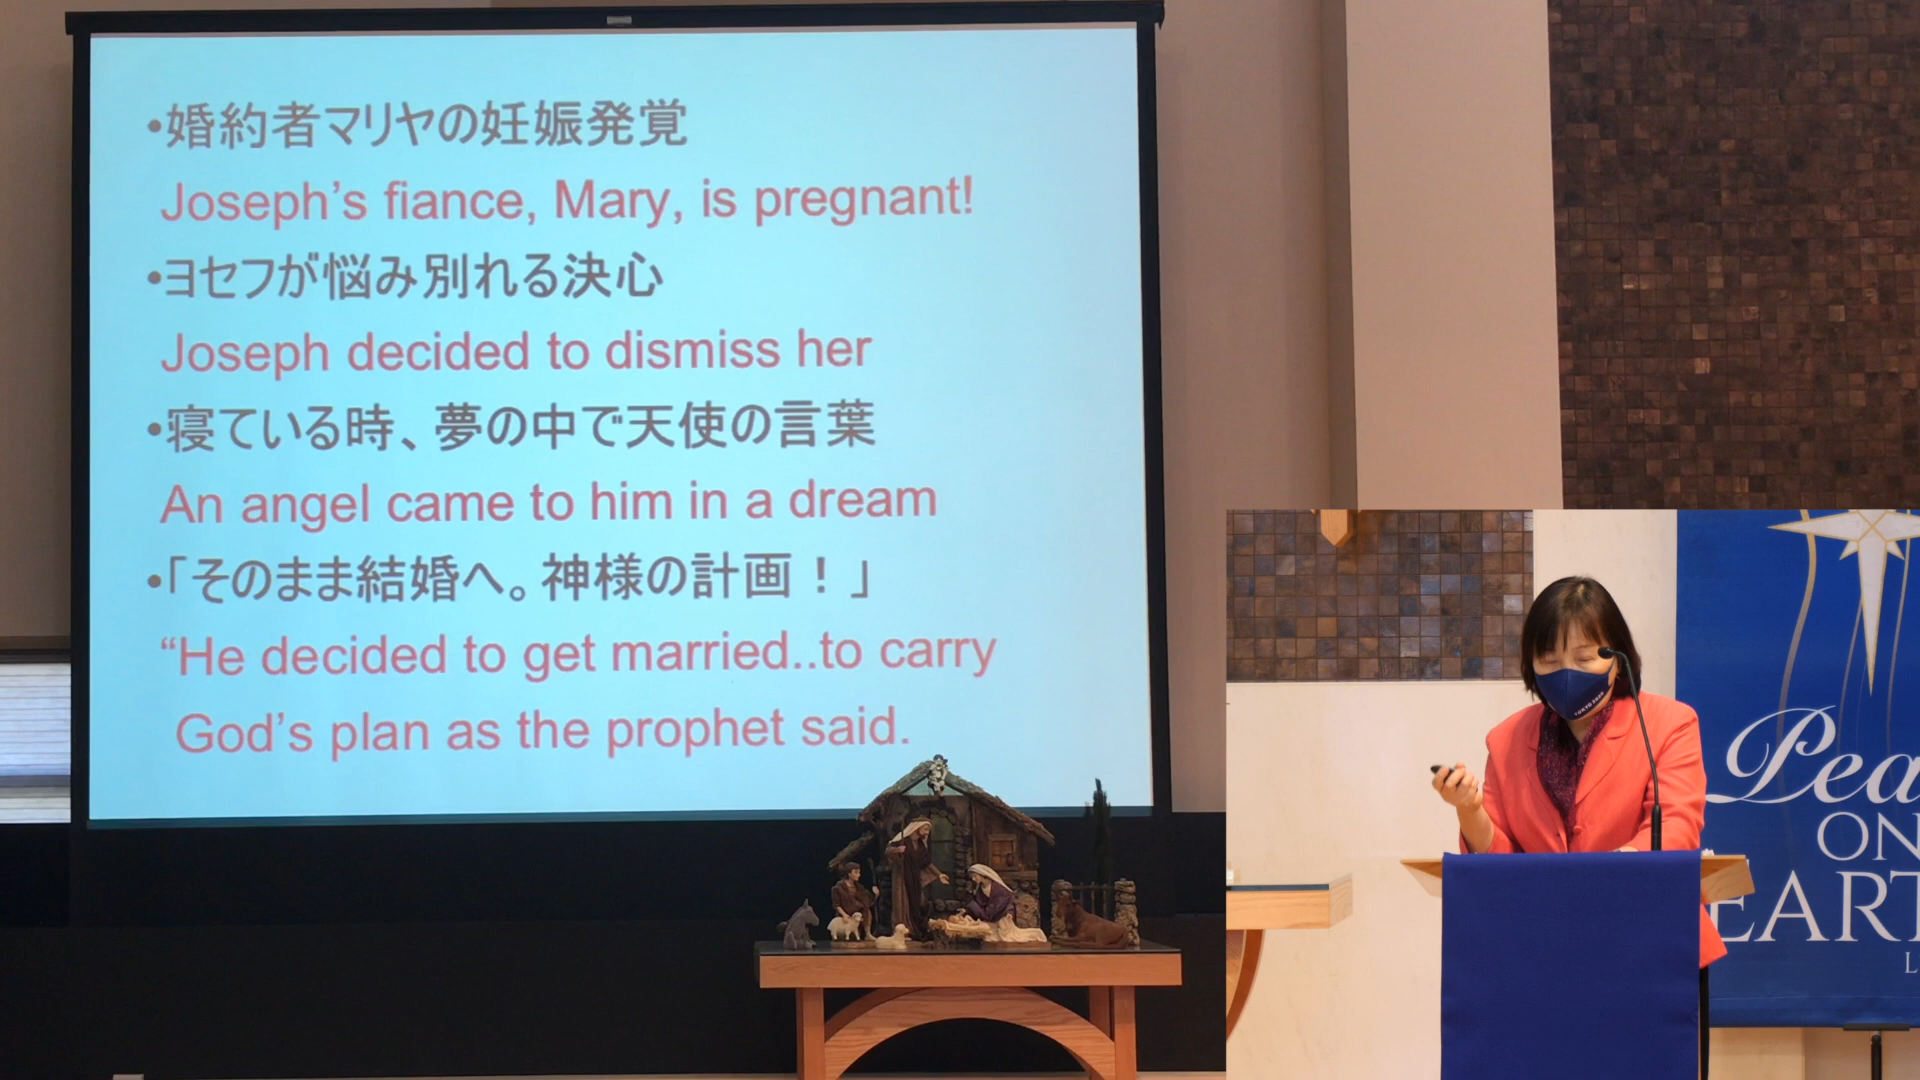 •婚約者マリヤの妊娠発覚
Joseph's fiance, Mary, is pregnant!
•ヨセフが悩み別れる決心
Joseph decided to dismiss her
•寝ている時、夢の中で天使の言葉
An angel came to him in a dream
•「そのまま結婚へ。神様の計画！」
“He decided to get married..to carry
God's plan as the prophet said.
TOKYO 2020
Pea
ON
EART
L